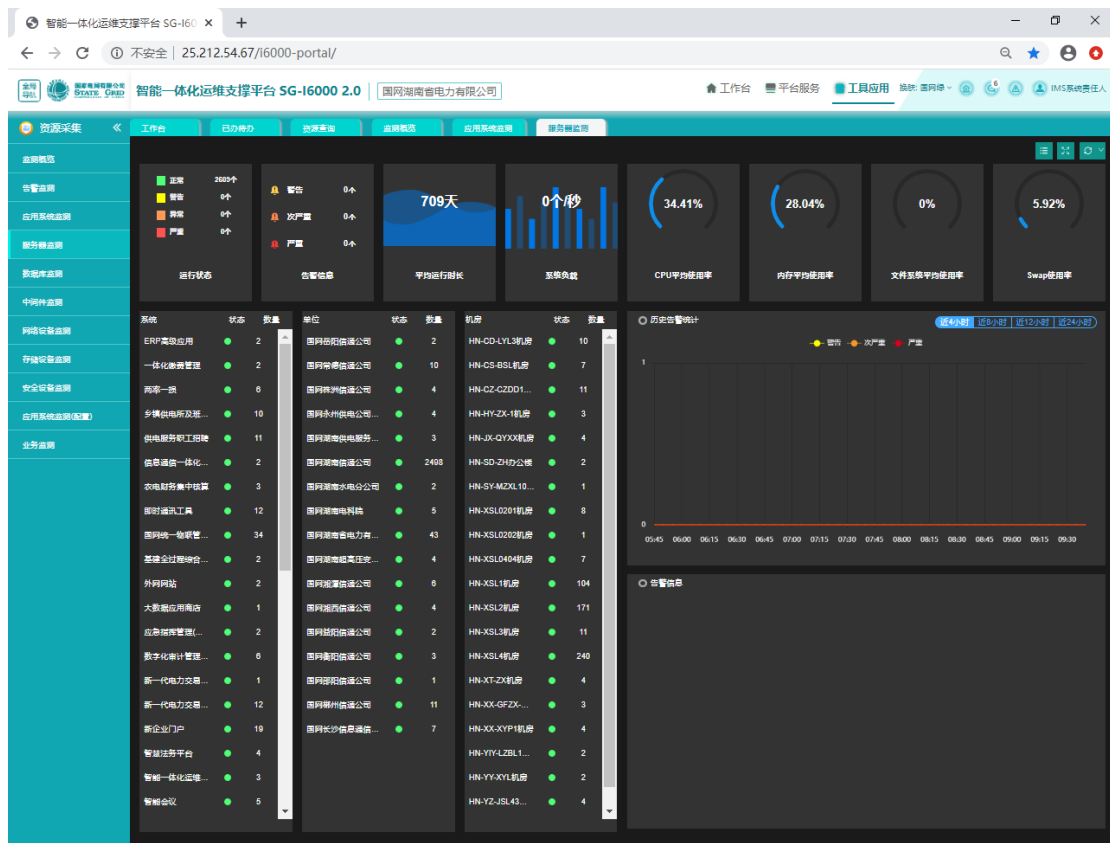 智能一体化运维支撑平台 SG-I60
不安全 | 25.212.54.67/i6000-portal/
全局导航
国家电网有限公司
STATE GRID
智能一体化运维支撑平台 SG-I6000 2.0
国网湖南省电力有限公司
工作台 平台服务 工具应用 换肤: 国网绿 6 IMS系统责任人
资源采集 «
工作台 已办待办 资源查询 监测概览 应用系统监测 服务器监测
监测概览
告警监测
应用系统监测
服务器监测
数据库监测
中间件监测
网络设备监测
存储设备监测
安全设备监测
应用系统监测(配置)
业务监测
正常 2609个
警告 0个
异常 0个
严重 0个
运行状态
警告 0个
次严重 0个
严重 0个
告警信息
709天
平均运行时长
0个/秒
系统负载
34.41%
CPU平均使用率
28.04%
内存平均使用率
0%
文件系统平均使用率
5.92%
Swap使用率
系统 状态 数量
ERP高级应用 2
一体化缴费管理 2
两率一损 6
乡镇供电所及班... 10
供电服务职工招聘 11
信息通信一体化... 2
农电财务集中核算 3
即时通讯工具 12
国网统一物联管... 34
基建全过程综合... 2
外网网站 2
大数据应用商店 1
应急指挥管理(... 2
数字化审计管理... 6
新一代电力交易... 1
新一代电力交易... 12
新企业门户 19
智慧法务平台 4
智能一体化运维... 3
智能会议 5
单位 状态 数量
国网岳阳信通公司 2
国网常德信通公司 10
国网株洲信通公司 4
国网永州供电公司... 4
国网湖南供电服务... 3
国网湖南信通公司 2498
国网湖南水电分公司 2
国网湖南电科院 5
国网湖南省电力有... 43
国网湖南超高压变... 4
国网湘潭信通公司 6
国网湘西信通公司 4
国网益阳信通公司 2
国网衡阳信通公司 3
国网邵阳信通公司 1
国网郴州信通公司 11
国网长沙信息通信... 7
机房 状态 数量
HN-CD-LYL3机房 10
HN-CS-BSL机房 7
HN-CZ-CZDD1... 11
HN-HY-ZX-1机房 3
HN-JX-QYXX机房 4
HN-SD-ZH办公楼 2
HN-SY-MZXL10... 1
HN-XSL0201机房 8
HN-XSL0202机房 1
HN-XSL0404机房 7
HN-XSL1机房 104
HN-XSL2机房 171
HN-XSL3机房 11
HN-XSL4机房 240
HN-XT-ZX机房 4
HN-XX-GFZX-... 3
HN-XX-XYP1机房 4
HN-YIY-LZBL1... 2
HN-YY-XYL机房 2
HN-YZ-JSL43... 4
历史告警统计
近4小时 近8小时 近12小时 近24小时
警告 次严重 严重
1
0
05:45 06:00 06:15 06:30 06:45 07:00 07:15 07:30 07:45 08:00 08:15 08:30 08:45 09:00 09:15 09:30
告警信息